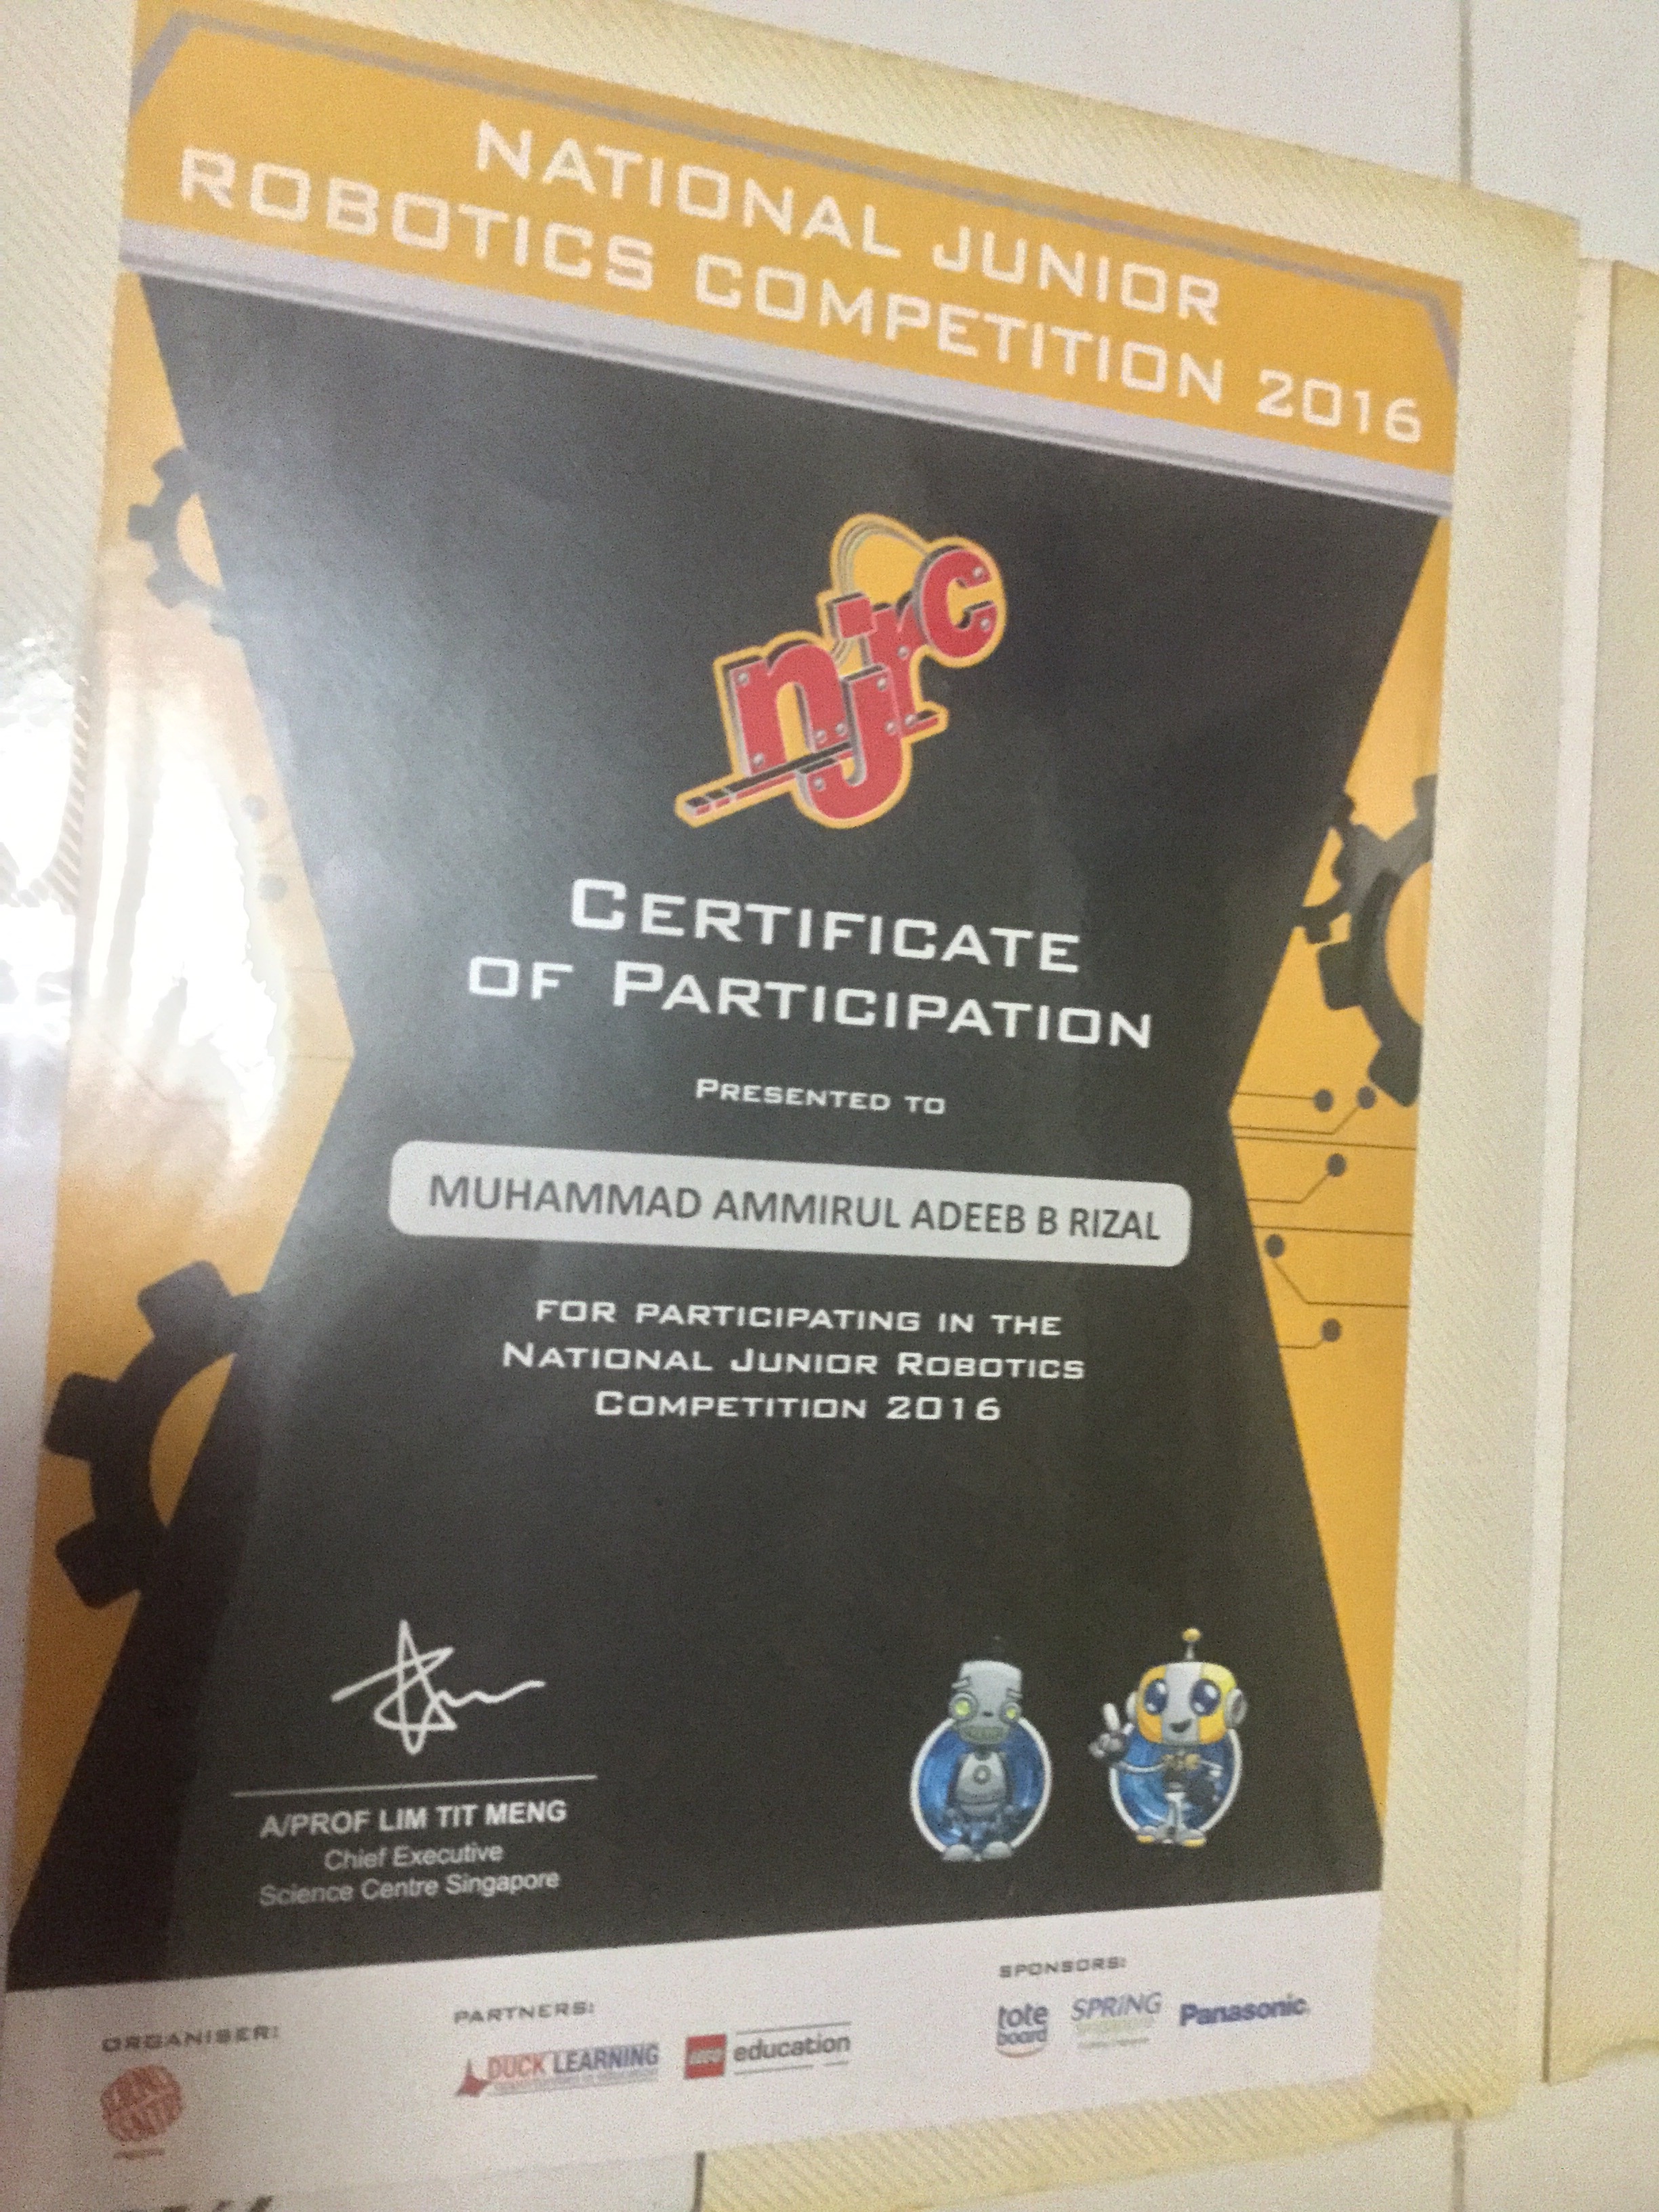 NATIONAL JUNIOR
ROBOTICS COMPETITION 2016
njrc
CERTIFICATE
OF PARTICIPATION
PRESENTED TO
MUHAMMAD AMMIRUL ADEEB B RIZAL
FOR PARTICIPATING IN THE
NATIONAL JUNIOR ROBOTICS
COMPETITION 2016
A/PROF LIM TIT MENG
Chief Executive
Science Centre Singapore
ORGANISER:
SCIENCE
CENTRE
PARTNERS:
DUCK LEARNING
education
SPONSORS:
tote
board
SPRING
Panasonic